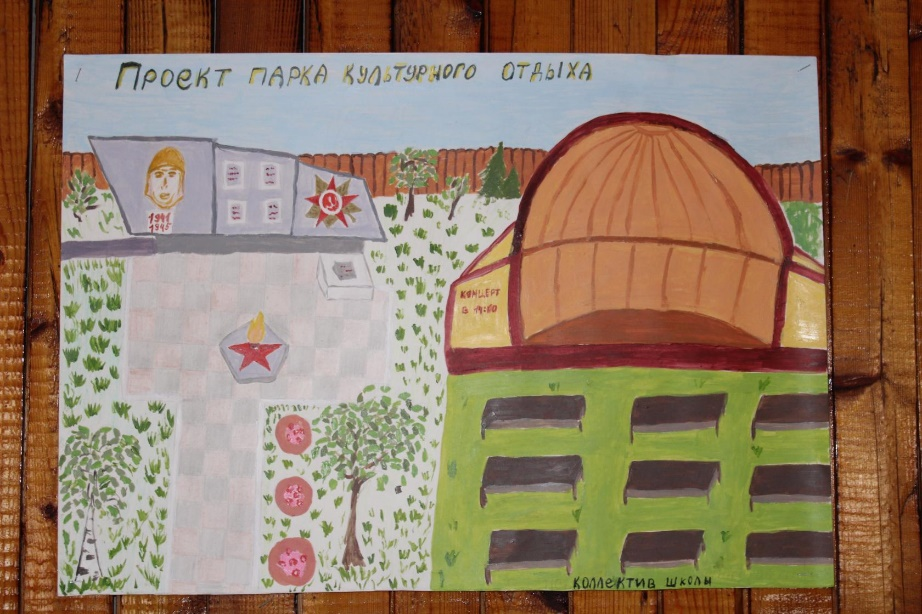 Проект парка культурного отдыха
1941
1945
концерт
в 19:00
коллектив школы